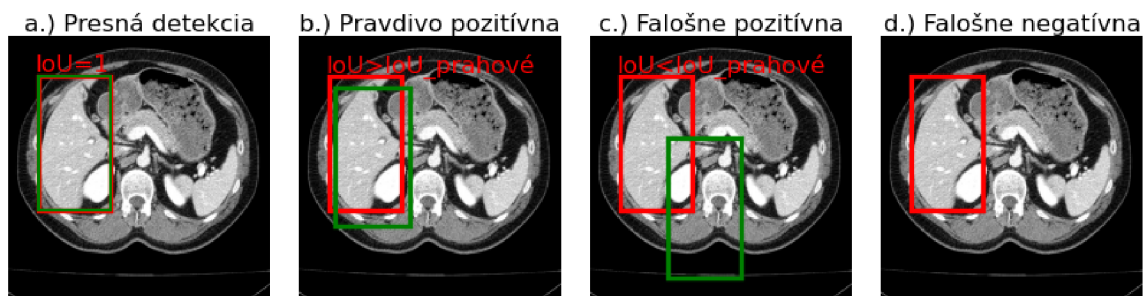 a.) Presná detekcia
b.) Pravdivo pozitívna
c.) Falošne pozitívna
d.) Falošne negatívna
IoU=1
IoU>IoU_prahové
IoU<IoU_prahové